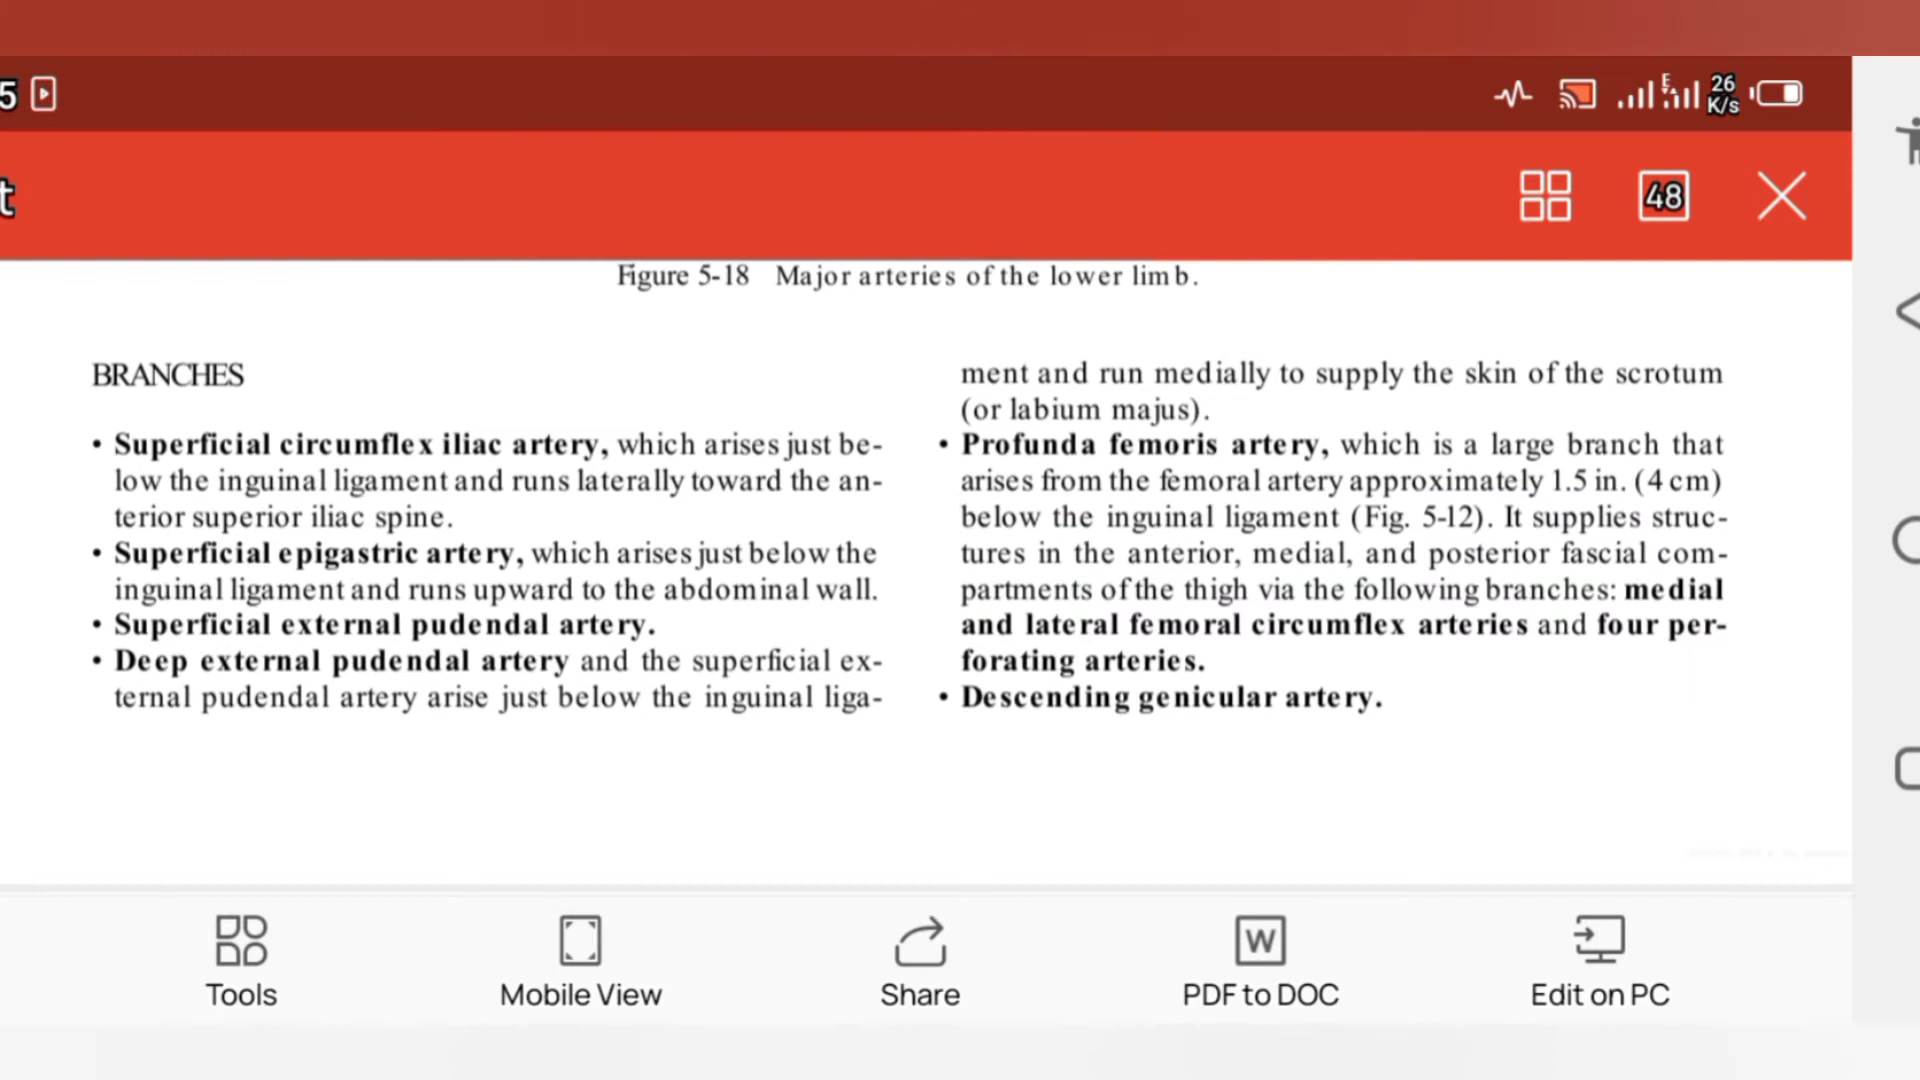 5
26
K/s
t
48
Figure 5-18 Major arteries of the lower limb.
BRANCHES
• Superficial circumflex iliac artery, which arises just be-
low the inguinal ligament and runs laterally toward the an-
terior superior iliac spine.
• Superficial epigastric artery, which arises just below the
inguinal ligament and runs upward to the abdominal wall.
• Superficial external pudendal artery.
• Deep external pudendal artery and the superficial ex-
ternal pudendal artery arise just below the inguinal liga-
ment and run medially to supply the skin of the scrotum
(or labium majus).
• Profunda femoris artery, which is a large branch that
arises from the femoral artery approximately 1.5 in. (4 cm)
below the inguinal ligament (Fig. 5-12). It supplies struc-
tures in the anterior, medial, and posterior fascial com-
partments of the thigh via the following branches: medial
and lateral femoral circumflex arteries and four per-
forating arteries.
• Descending genicular artery.
Tools
Mobile View
Share
W
PDF to DOC
Edit on PC